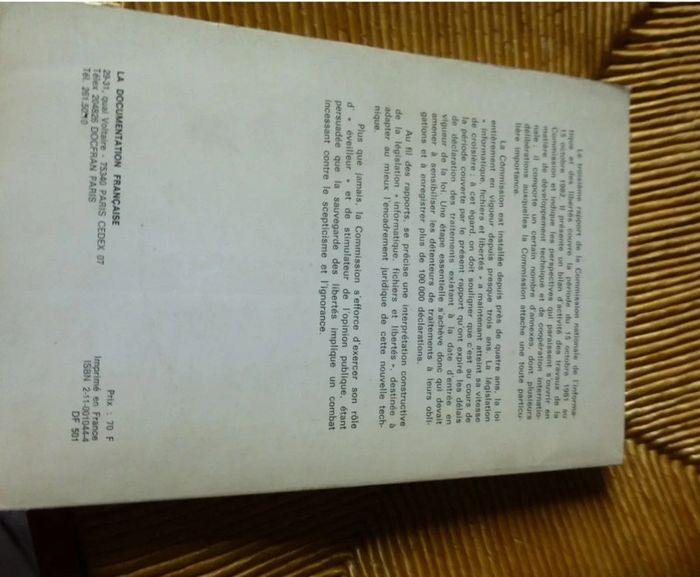 Le troisième rapport de la Commission nationale de l'informa-
tique et des libertés couvre la période du 15 octobre 1981 au
15 octobre 1982. Il présente un bilan d'activité des travaux de la
Commission et indique les perspectives qui paraissent s'ouvrir en
matière de développement technique et de coopération internatio-
nale ; il comporte un certain nombre d'annexes, dont plusieurs
délibérations auxquelles la Commission attache une toute particu-
lière importance.
La Commission est installée depuis près de quatre ans, la loi
entièrement en vigueur depuis presque trois ans. La législation
« informatique, fichiers et libertés » a maintenant atteint sa vitesse
de croisière ; à cet égard, on doit souligner que c'est au cours de
la période couverte par le présent rapport qu'ont expiré les délais
de déclaration des traitements existant à la date d'entrée en
vigueur de la loi. Une étape essentielle s'achève donc qui devait
amener à sensibiliser les détenteurs de traitements à leurs obli-
gations et à enregistrer plus de 100 000 déclarations.
Au fil des rapports, se précise une interprétation constructive
de la législation « informatique, fichiers et libertés », destinée à
adapter au mieux l'encadrement juridique de cette nouvelle tech-
nique.
Plus que jamais, la Commission s'efforce d'exercer son rôle
d' « éveilleur » et de stimulateur de l'opinion publique, étant
persuadée que la sauvegarde des libertés implique un combat
incessant contre le scepticisme et l'ignorance.
LA DOCUMENTATION FRANÇAISE
29-31, quai Voltaire - 75340 PARIS CEDEX 07
Télex 204826 DOCFRAN PARIS
Tél. 261.50.10
Prix : 70 F
Imprimé en France
ISBN 2-11-001044-4
DF 501